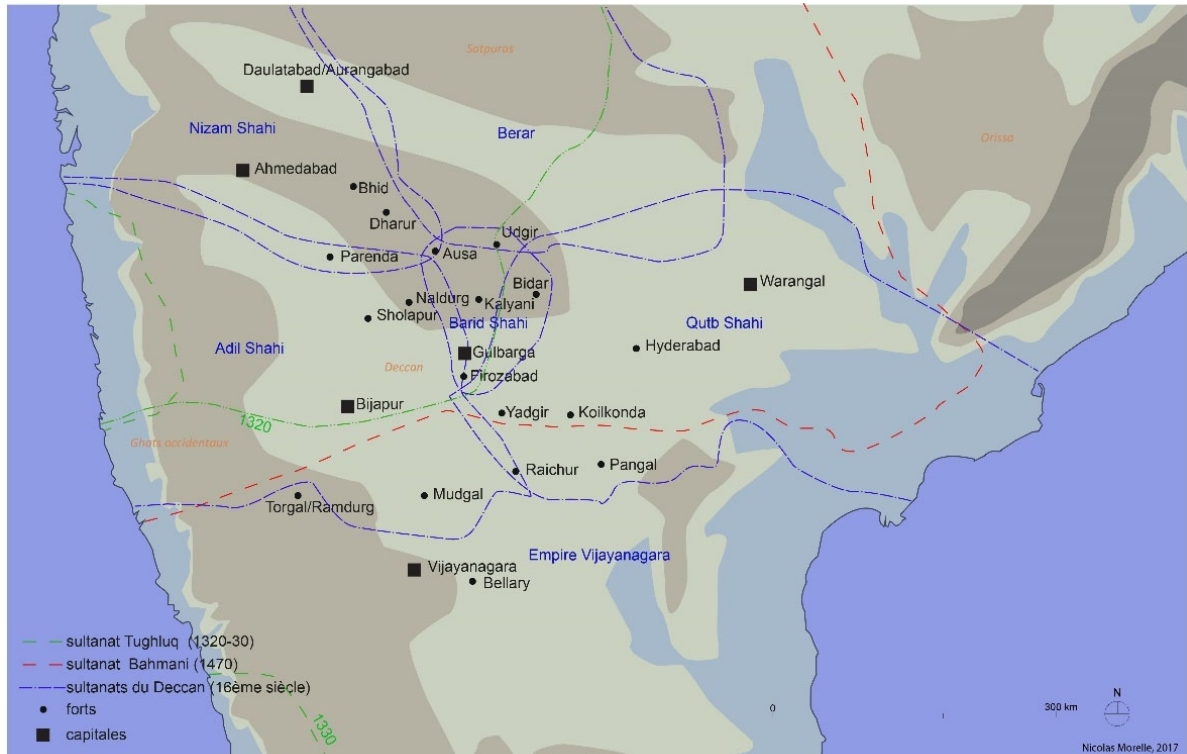 Satpuras
Daulatabad/Aurangabad
Nizam Shahi
Berar
Orissa
Ahmedabad
Bhid
Dharur
Udgir
Ausa
Parenda
Bidar
Warangal
Naldurg
Kalyani
Sholapur
Barid Shahi
Qutb Shahi
Adil Shahi
Gulbarga
Hyderabad
Deccan
Firozabad
Bijapur
Yadgir
Koilkonda
1320
Ghats occidentaux
Raichur
Pangal
Mudgal
Torgal/Ramdurg
Empire Vijayanagara
Vijayanagara
Bellary
sultanat Tughluq (1320-30)
sultanat Bahmani (1470)
sultanats du Deccan (16ème siècle)
forts
capitales
1330
N
0 300 km
Nicolas Morelle, 2017